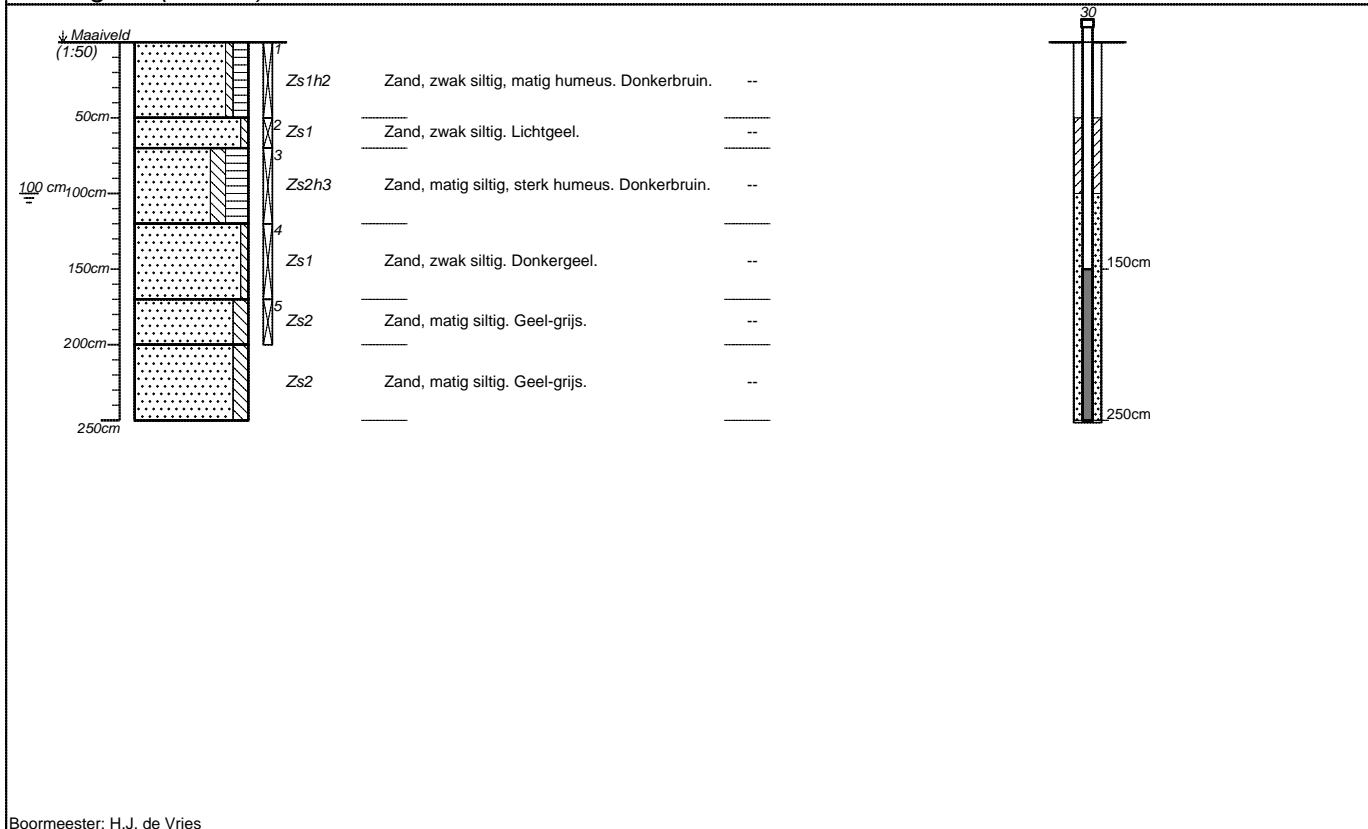 30
Maaiveld
(1:50)
1
Zs1h2 Zand, zwak siltig, matig humeus. Donkerbruin. --
50cm
2
Zs1 Zand, zwak siltig. Lichtgeel. --
3
100 cm 100cm Zs2h3 Zand, matig siltig, sterk humeus. Donkerbruin. --
4
Zs1 Zand, zwak siltig. Donkergeel. --
150cm 150cm
5
Zs2 Zand, matig siltig. Geel-grijs. --
200cm
Zs2 Zand, matig siltig. Geel-grijs. --
250cm 250cm
Boormeester: H.J. de Vries